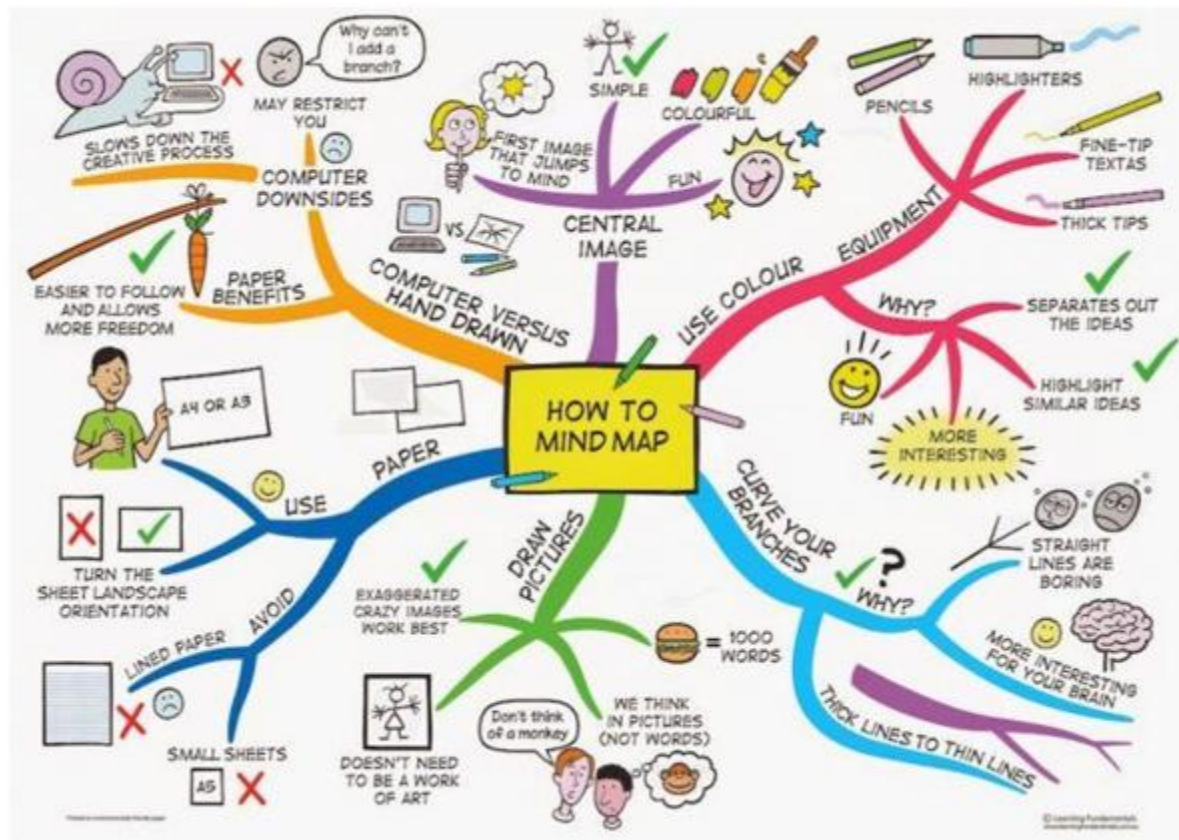 HOW TO
MIND MAP
CENTRAL
IMAGE
FIRST IMAGE
THAT JUMPS
TO MIND
SIMPLE
COLOURFUL
FUN
USE COLOUR
EQUIPMENT
PENCILS
HIGHLIGHTERS
FINE-TIP
TEXTAS
THICK TIPS
WHY?
SEPARATES OUT
THE IDEAS
HIGHLIGHT
SIMILAR IDEAS
MORE
INTERESTING
FUN
CURVE YOUR
BRANCHES
?
WHY?
STRAIGHT
LINES ARE
BORING
MORE INTERESTING
FOR YOUR BRAIN
THICK LINES TO THIN LINES
DRAW
PICTURES
= 1000
WORDS
WE THINK
IN PICTURES
(NOT WORDS)
Don't think
of a monkey
DOESN'T NEED
TO BE A WORK
OF ART
EXAGGERATED
CRAZY IMAGES
WORK BEST
PAPER
USE
A4 OR A3
TURN THE
SHEET LANDSCAPE
ORIENTATION
AVOID
LINED PAPER
SMALL SHEETS
A5
COMPUTER VERSUS
HAND DRAWN
VS.
PAPER
BENEFITS
EASIER TO FOLLOW
AND ALLOWS
MORE FREEDOM
COMPUTER
DOWNSIDES
SLOWS DOWN THE
CREATIVE PROCESS
MAY RESTRICT
YOU
Why can't
I add a
branch?
© Learning Fundamentals